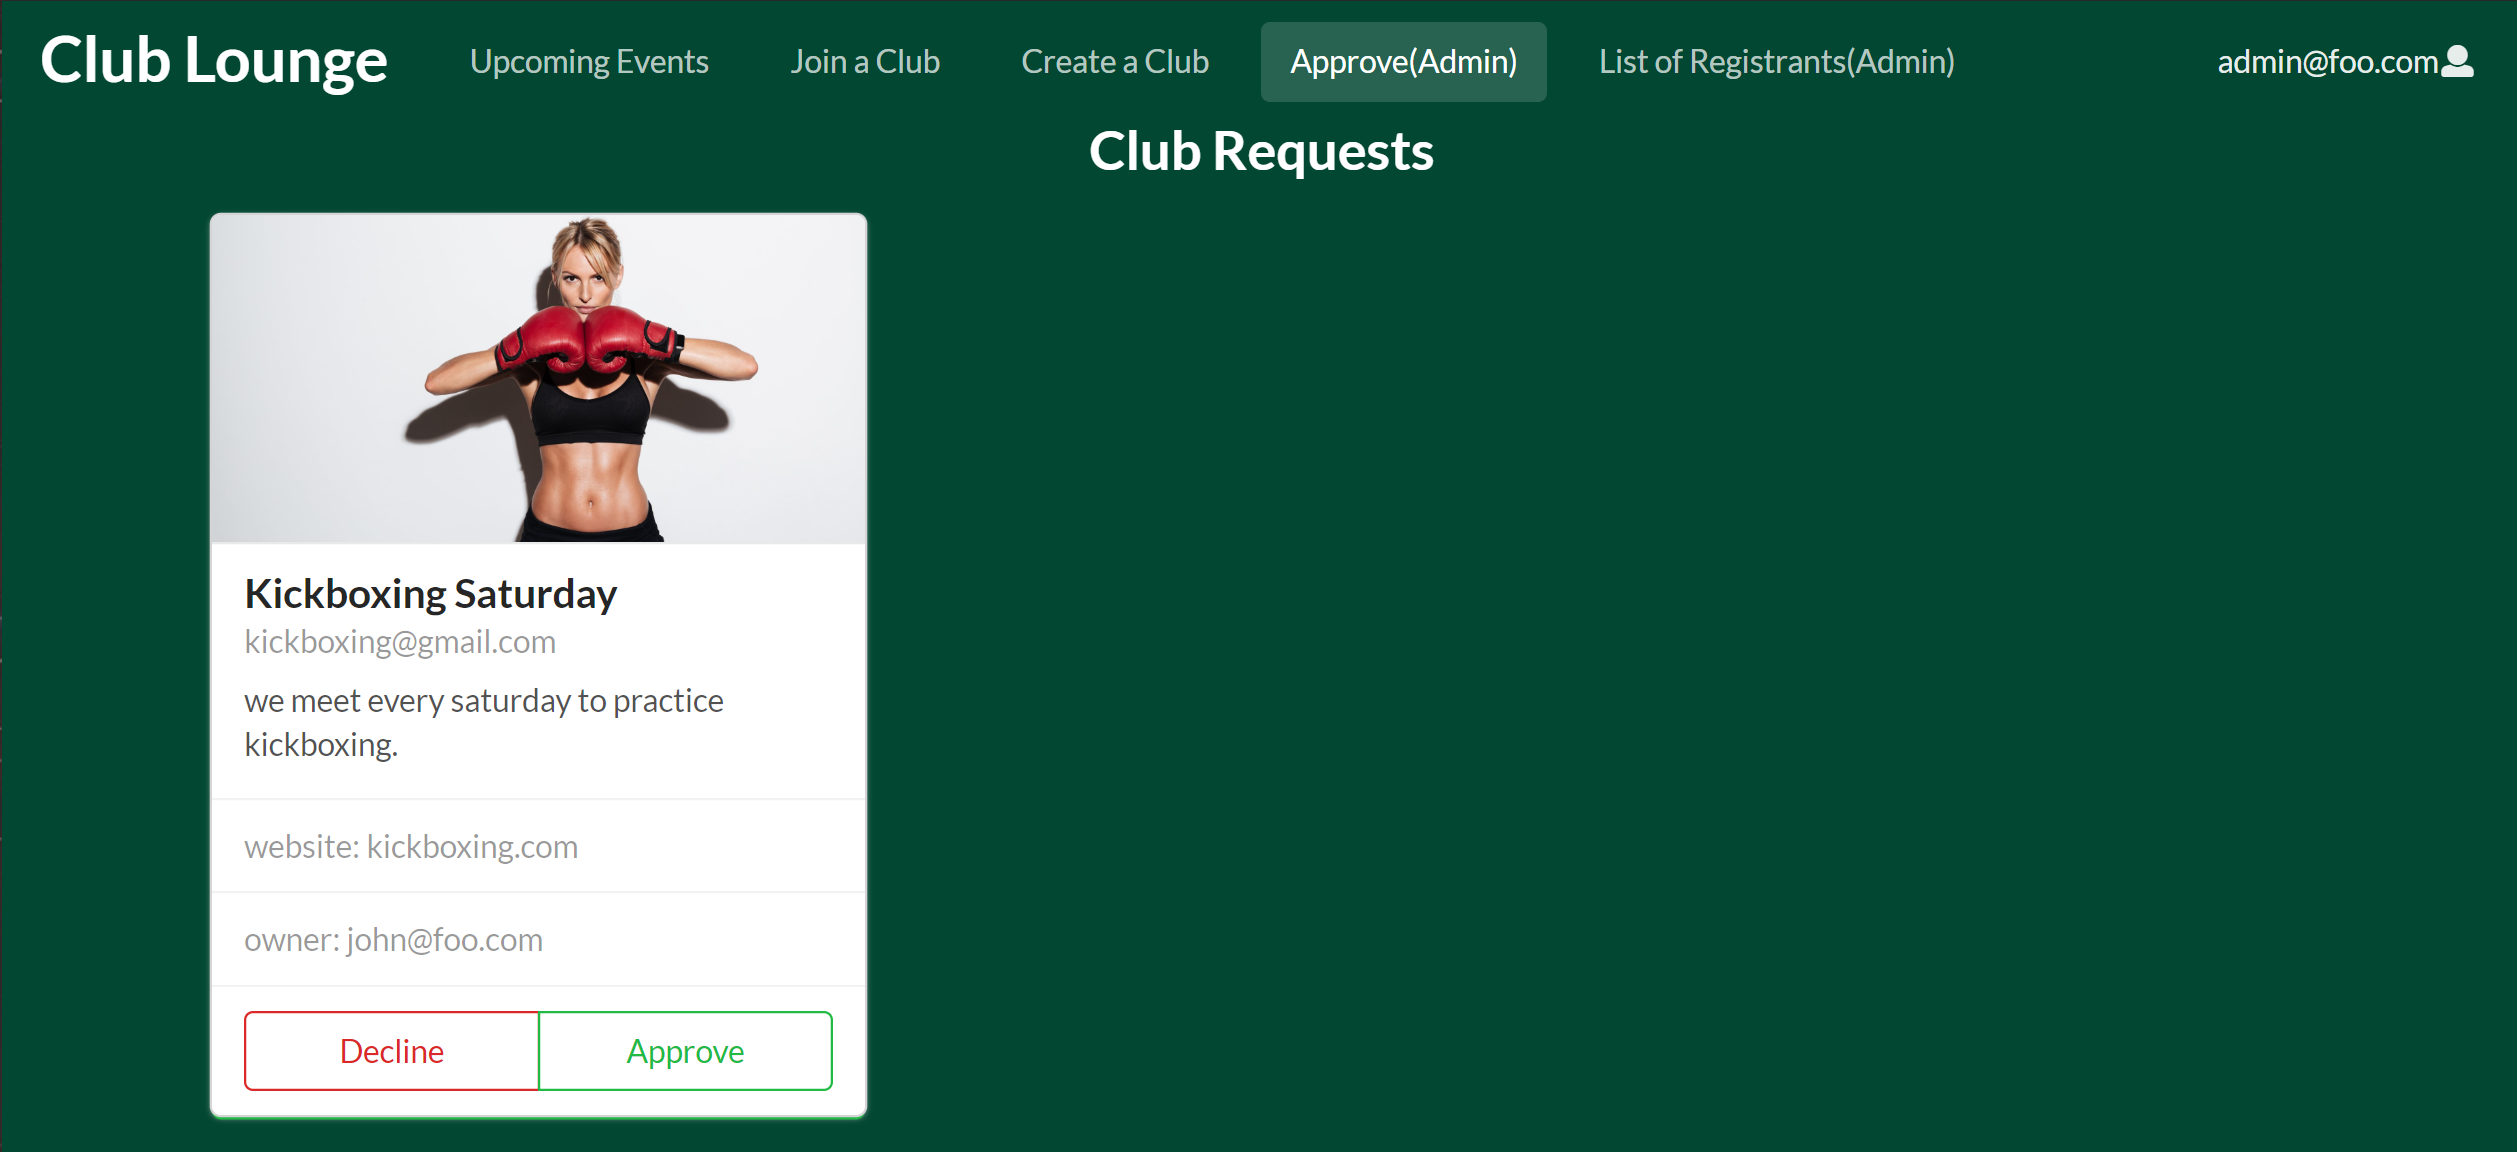 Club Lounge
Upcoming Events
Join a Club
Create a Club
Approve(Admin)
List of Registrants(Admin)
admin@foo.com
Club Requests
Kickboxing Saturday
kickboxing@gmail.com
we meet every saturday to practice
kickboxing.
website: kickboxing.com
owner: john@foo.com
Decline
Approve